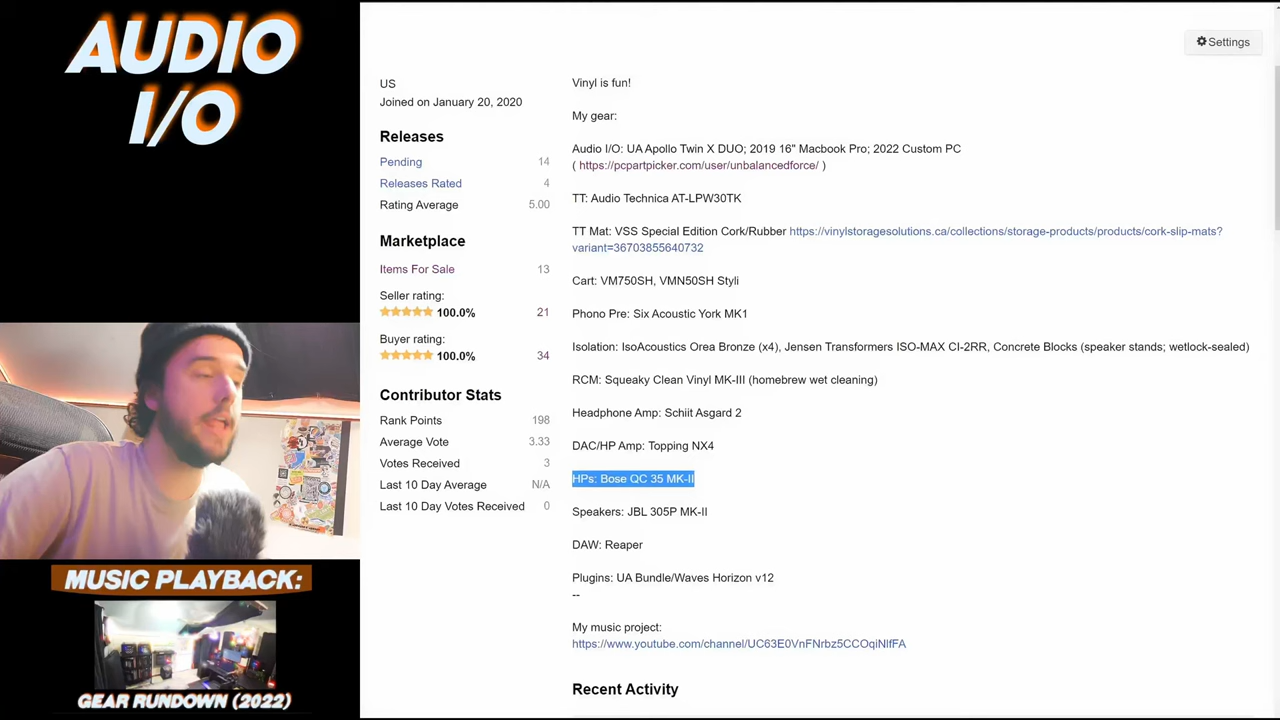 AUDIO
I/O
MUSIC PLAYBACK:
GEAR RUNDOWN (2022)
Settings
US
Joined on January 20, 2020
Releases
Pending 14
Releases Rated 4
Rating Average 5.00
Marketplace
Items For Sale 13
Seller rating:
100.0% 21
Buyer rating:
100.0% 34
Contributor Stats
Rank Points 198
Average Vote 3.33
Votes Received 3
Last 10 Day Average N/A
Last 10 Day Votes Received 0
Vinyl is fun!
My gear:
Audio I/O: UA Apollo Twin X DUO; 2019 16" Macbook Pro; 2022 Custom PC
( https://pcpartpicker.com/user/unbalancedforce/ )
TT: Audio Technica AT-LPW30TK
TT Mat: VSS Special Edition Cork/Rubber https://vinylstoragesolutions.ca/collections/storage-products/products/cork-slip-mats?
variant=36703855640732
Cart: VM750SH, VMN50SH Styli
Phono Pre: Six Acoustic York MK1
Isolation: IsoAcoustics Orea Bronze (x4), Jensen Transformers ISO-MAX CI-2RR, Concrete Blocks (speaker stands; wetlock-sealed)
RCM: Squeaky Clean Vinyl MK-III (homebrew wet cleaning)
Headphone Amp: Schiit Asgard 2
DAC/HP Amp: Topping NX4
HPs: Bose QC 35 MK-II
Speakers: JBL 305P MK-II
DAW: Reaper
Plugins: UA Bundle/Waves Horizon v12
--
My music project:
https://www.youtube.com/channel/UC63E0VnFNrbz5CCOqiNlfFA
Recent Activity